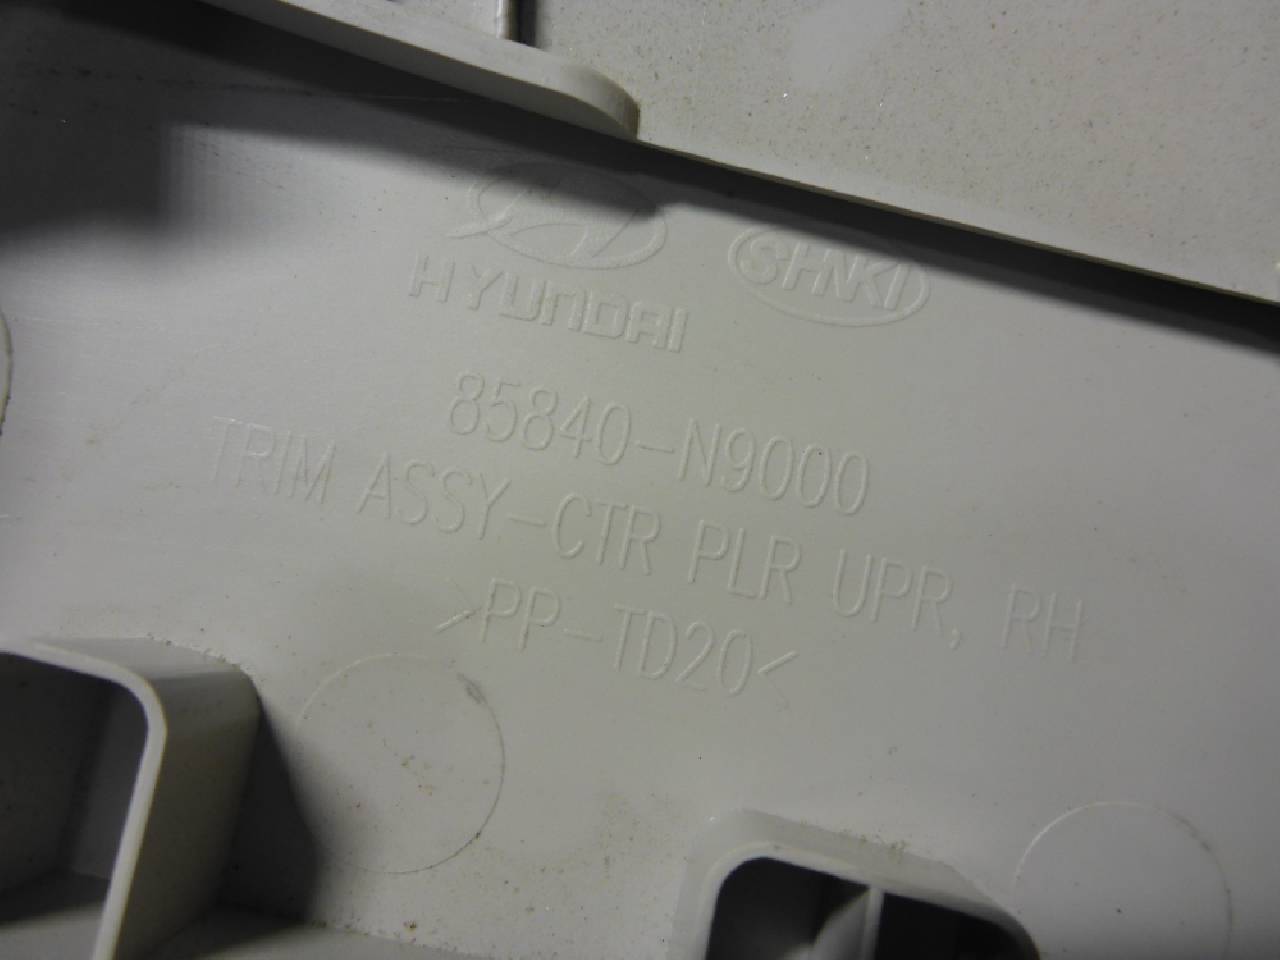 HYUNDAI
SHNKI
85840-N9000
TRIM ASSY-CTR PLR UPR, RH
>PP-TD20<